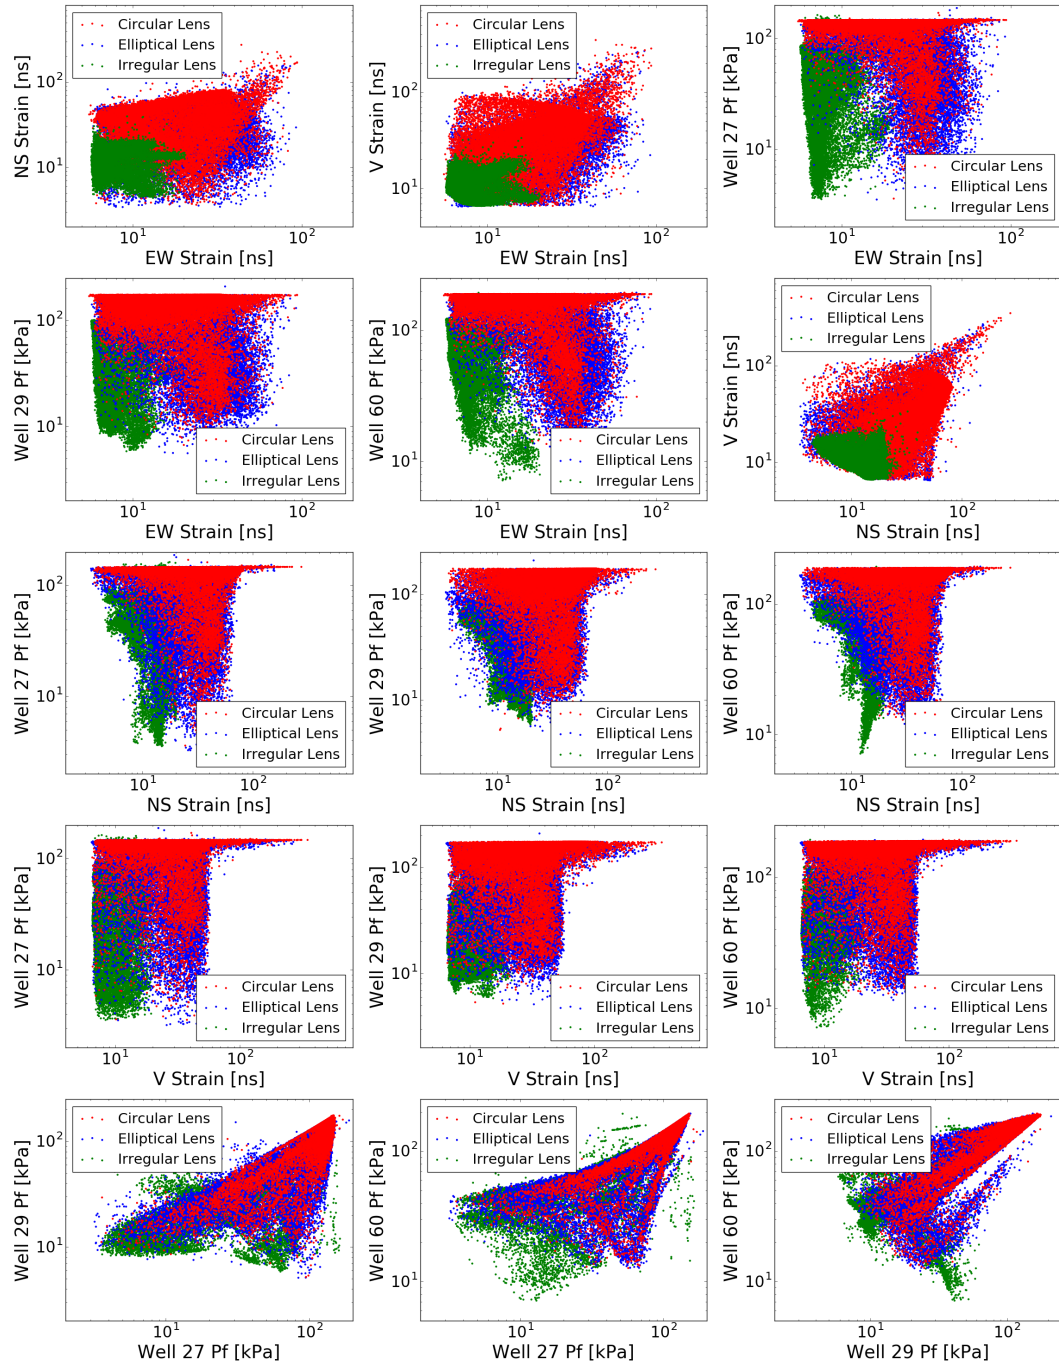 Circular Lens
Elliptical Lens
Irregular Lens
NS Strain [ns]
10^2
10^1
10^1
10^2
EW Strain [ns]
Circular Lens
Elliptical Lens
Irregular Lens
V Strain [ns]
10^2
10^1
10^1
10^2
EW Strain [ns]
Well 27 Pf [kPa]
10^2
10^1
Circular Lens
Elliptical Lens
Irregular Lens
10^1
10^2
EW Strain [ns]
Well 29 Pf [kPa]
10^2
10^1
Circular Lens
Elliptical Lens
Irregular Lens
10^1
10^2
EW Strain [ns]
Well 60 Pf [kPa]
10^2
10^1
Circular Lens
Elliptical Lens
Irregular Lens
10^1
10^2
EW Strain [ns]
Circular Lens
Elliptical Lens
Irregular Lens
V Strain [ns]
10^2
10^1
10^1
10^2
NS Strain [ns]
Well 27 Pf [kPa]
10^2
10^1
Circular Lens
Elliptical Lens
Irregular Lens
10^1
10^2
NS Strain [ns]
Well 29 Pf [kPa]
10^2
10^1
Circular Lens
Elliptical Lens
Irregular Lens
10^1
10^2
NS Strain [ns]
Well 60 Pf [kPa]
10^2
10^1
Circular Lens
Elliptical Lens
Irregular Lens
10^1
10^2
NS Strain [ns]
Well 27 Pf [kPa]
10^2
10^1
Circular Lens
Elliptical Lens
Irregular Lens
10^1
10^2
V Strain [ns]
Well 29 Pf [kPa]
10^2
10^1
Circular Lens
Elliptical Lens
Irregular Lens
10^1
10^2
V Strain [ns]
Well 60 Pf [kPa]
10^2
10^1
Circular Lens
Elliptical Lens
Irregular Lens
10^1
10^2
V Strain [ns]
Circular Lens
Elliptical Lens
Irregular Lens
Well 29 Pf [kPa]
10^2
10^1
10^1
10^2
Well 27 Pf [kPa]
Circular Lens
Elliptical Lens
Irregular Lens
Well 60 Pf [kPa]
10^2
10^1
10^1
10^2
Well 27 Pf [kPa]
Circular Lens
Elliptical Lens
Irregular Lens
Well 60 Pf [kPa]
10^2
10^1
10^1
10^2
Well 29 Pf [kPa]